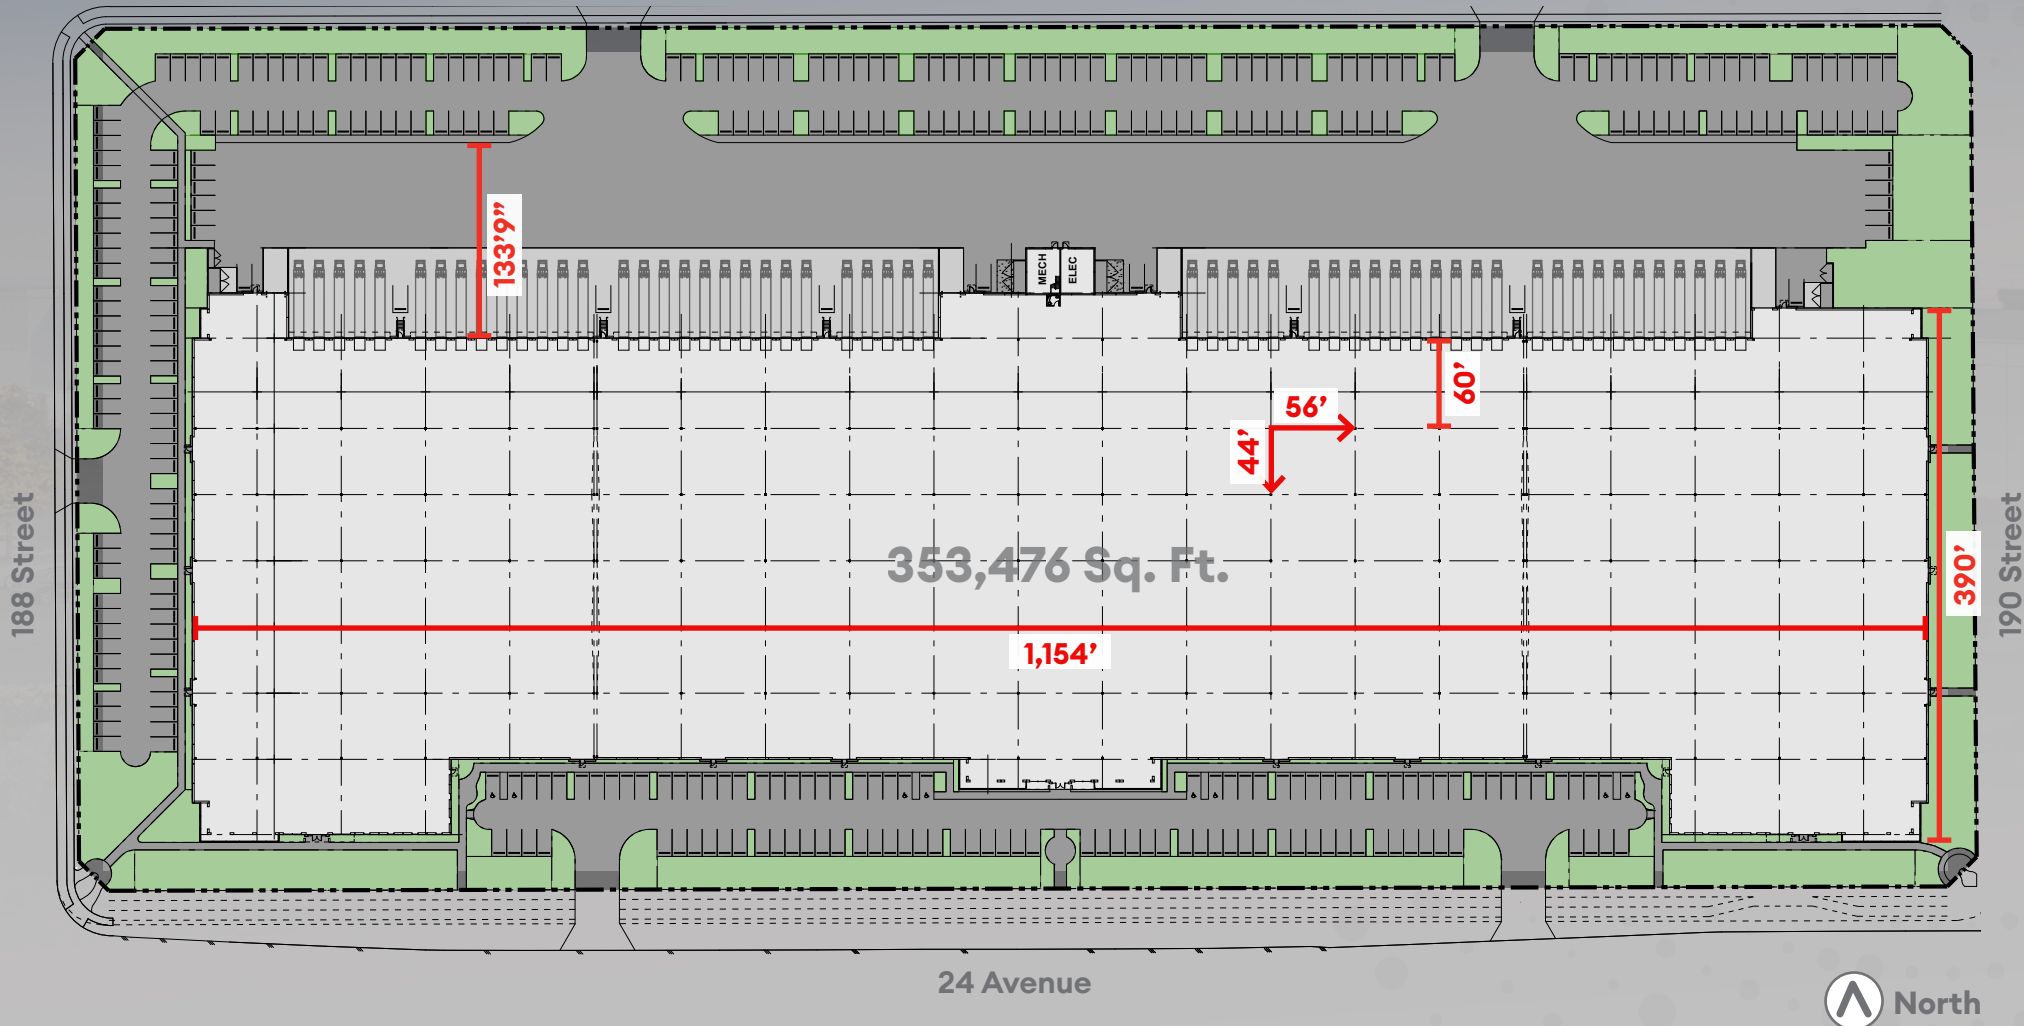 133’9”
MECH
ELEC
60’
56’
44’
353,476 Sq. Ft.
390’
1,154’
188 Street
190 Street
24 Avenue
North